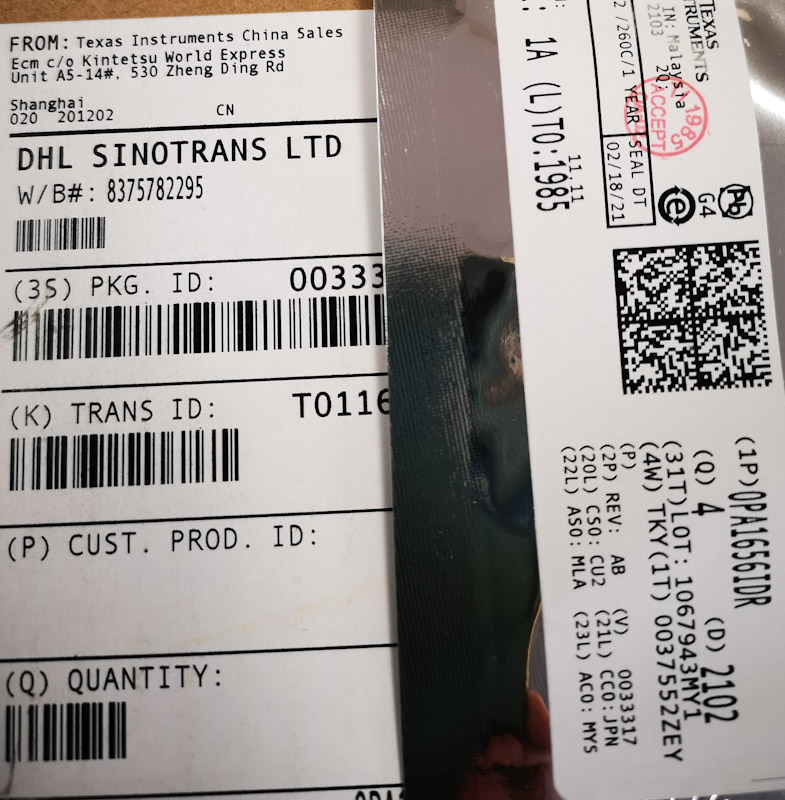 FROM: Texas Instruments China Sales
Ecm c/o Kintetsu World Express
Unit A5-14#, 530 Zheng Ding Rd
Shanghai
020 201202 CN
DHL SINOTRANS LTD
W/B#: 8375782295
(3S) PKG. ID: 00333
(K) TRANS ID: T0116
(P) CUST. PROD. ID:
(Q) QUANTITY:
TEXAS
IN: Malaysia
2Q:
2103
/260C/1 YEAR SEAL DT
02/18/21
1985
ACCEPT
: 1A (L)TO:1985
11.11
e
G4
Pb
(1P)OPA1656IDR
(Q) 4 (D) 2102
(31T)LOT: 1067943MY1
(4W) TKY(1T) 0037552ZEY
(P)
(2P) REV: AB (V) 0033317
(20L) CSO: CU2 (21L) CCO:JPN
(22L) ASO: MLA (23L) ACO: MYS